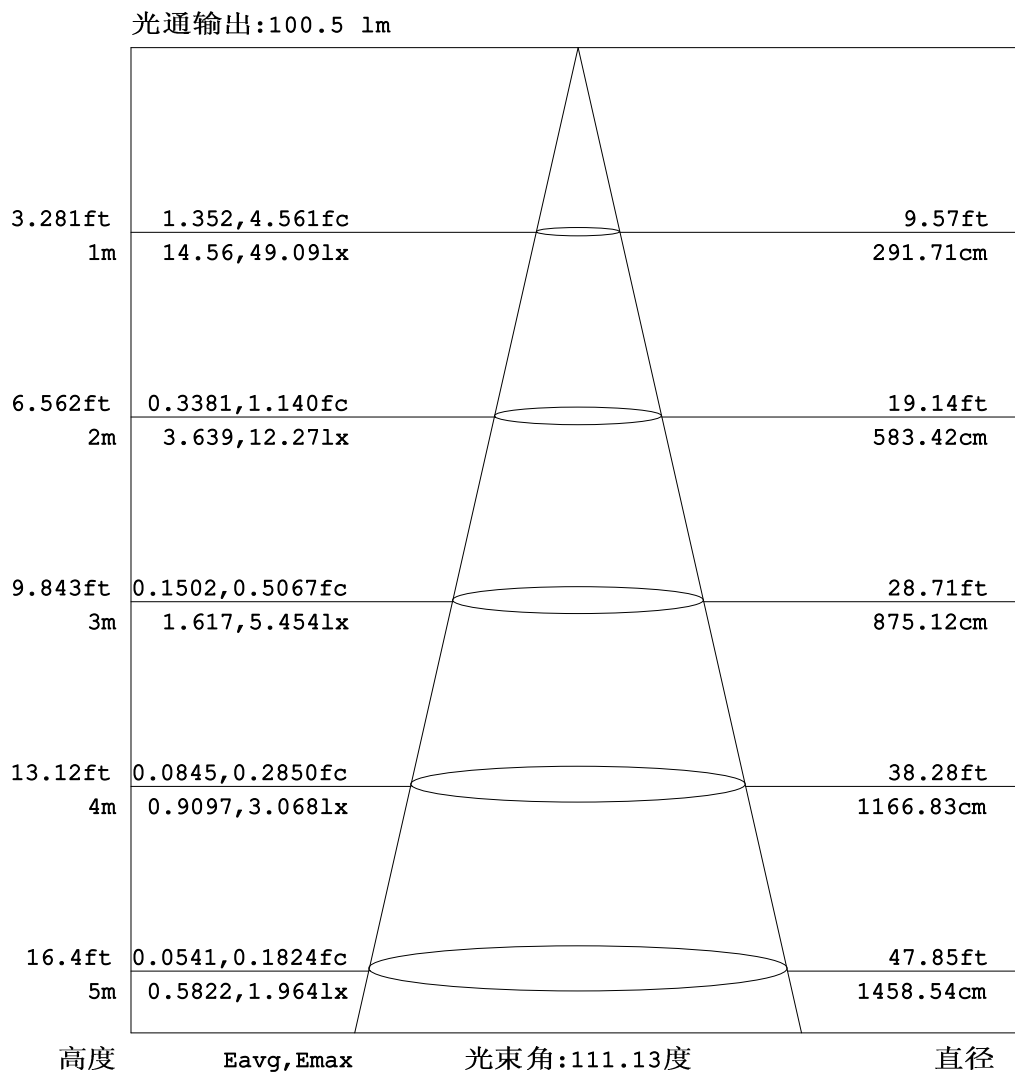 光通输出:100.5 lm
3.281ft 1.352,4.561fc 9.57ft
1m 14.56,49.09lx 291.71cm
6.562ft 0.3381,1.140fc 19.14ft
2m 3.639,12.27lx 583.42cm
9.843ft 0.1502,0.5067fc 28.71ft
3m 1.617,5.454lx 875.12cm
13.12ft 0.0845,0.2850fc 38.28ft
4m 0.9097,3.068lx 1166.83cm
16.4ft 0.0541,0.1824fc 47.85ft
5m 0.5822,1.964lx 1458.54cm
高度 Eavg,Emax 光束角:111.13度 直径